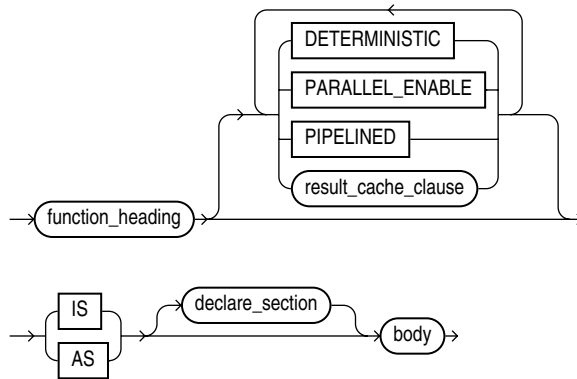 DETERMINISTIC
PARALLEL_ENABLE
PIPELINED
result_cache_clause
function_heading
IS
AS
declare_section
body